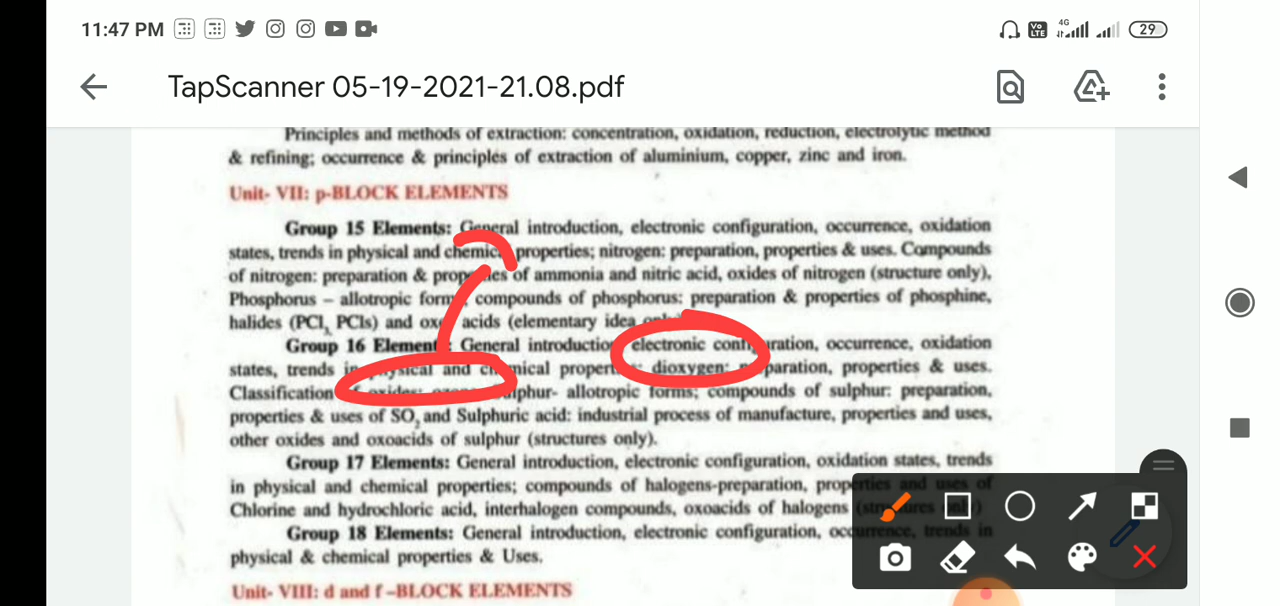 11:47 PM
Vo LTE 4G 29
TapScanner 05-19-2021-21.08.pdf
Principles and methods of extraction: concentration, oxidation, reduction, electrolytic method
& refining; occurrence & principles of extraction of aluminium, copper, zinc and iron.
Unit- VII: p-BLOCK ELEMENTS
Group 15 Elements: General introduction, electronic configuration, occurrence, oxidation
states, trends in physical and chemical properties; nitrogen: preparation, properties & uses. Compounds
of nitrogen: preparation & properties of ammonia and nitric acid, oxides of nitrogen (structure only),
Phosphorus – allotropic forms, compounds of phosphorus: preparation & properties of phosphine,
halides (PCl, PCls) and acids (elementary idea only)
Group 16 Elements: General introduction, electronic configuration, occurrence, oxidation
states, trends in physical and chemical properties: dioxygen: preparation, properties & uses.
Classification of oxides; ozone sulphur- allotropic forms; compounds of sulphur: preparation,
properties & uses of SO2 and Sulphuric acid: industrial process of manufacture, properties and uses,
other oxides and oxoacids of sulphur (structures only).
Group 17 Elements: General introduction, electronic configuration, oxidation states, trends
in physical and chemical properties; compounds of halogens-preparation, properties and uses of
Chlorine and hydrochloric acid, interhalogen compounds, oxoacids of halogens (structures only)
Group 18 Elements: General introduction, electronic configuration, occurrence, trends in
physical & chemical properties & Uses.
Unit- VIII: d and f –BLOCK ELEMENTS